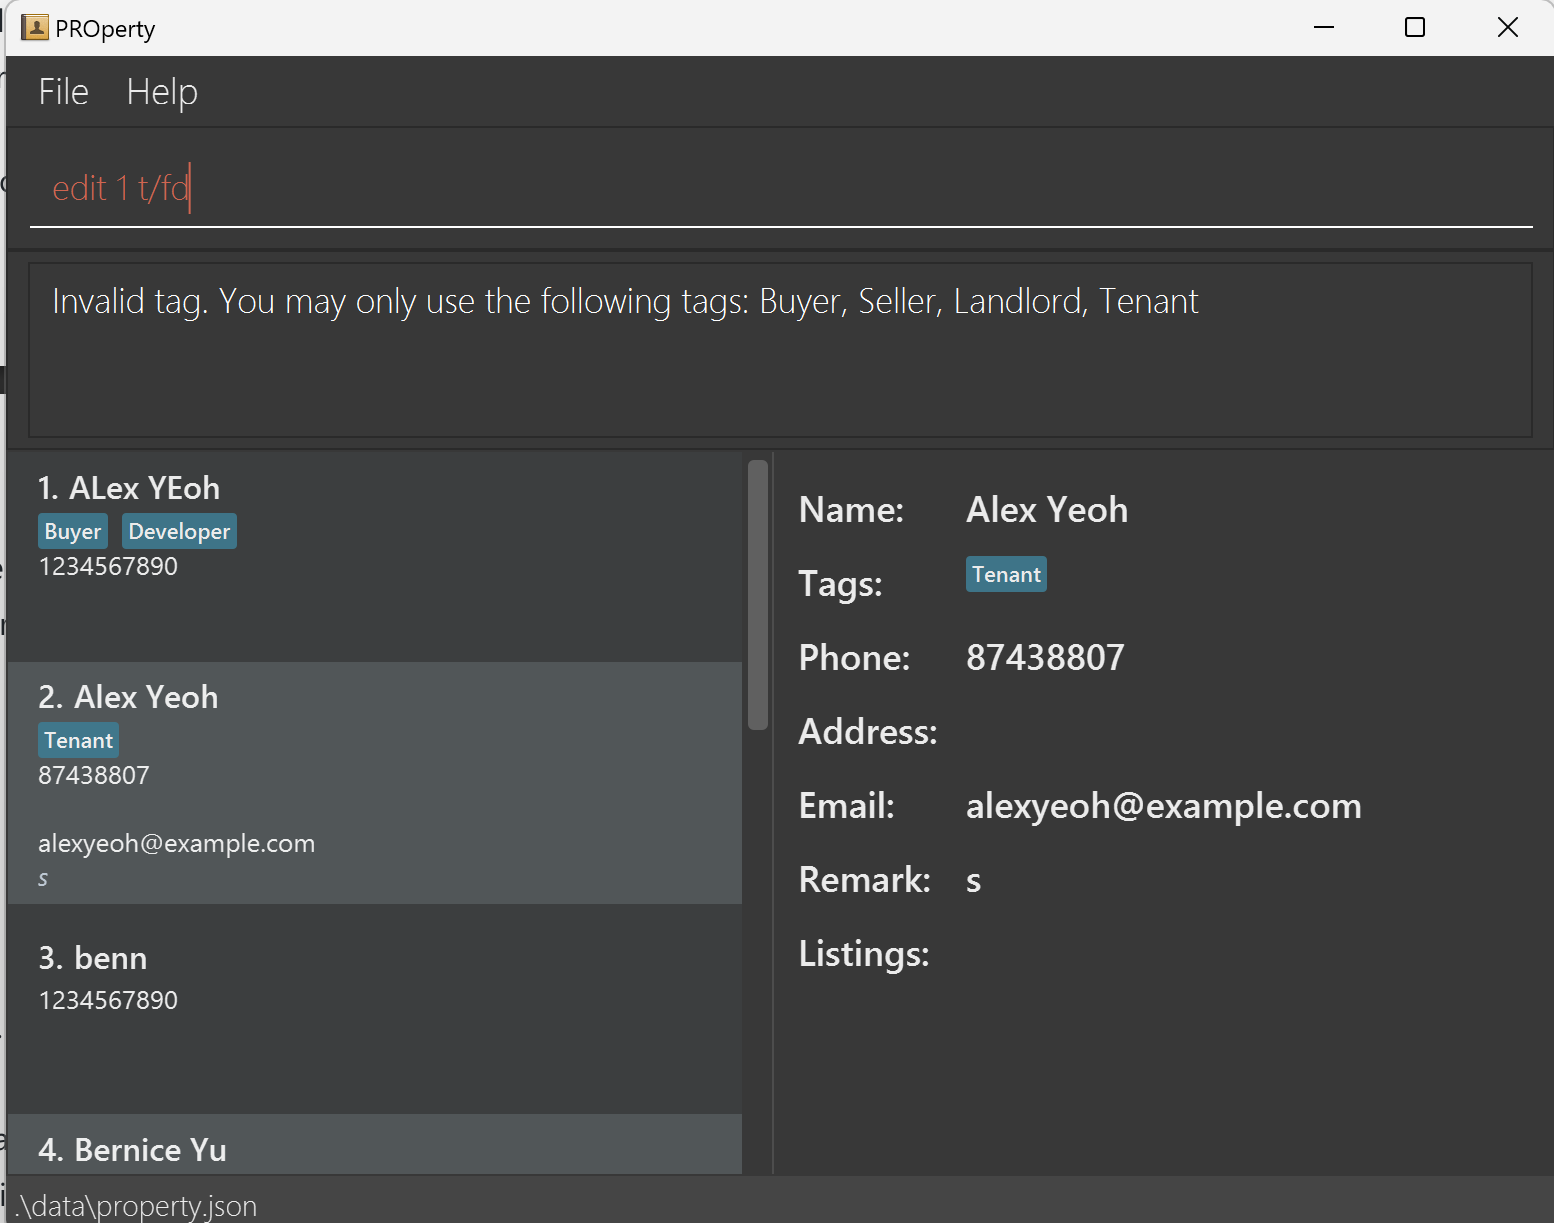 PROperty
File Help
edit 1 t/fd
Invalid tag. You may only use the following tags: Buyer, Seller, Landlord, Tenant
1. ALex YEoh
Buyer Developer
1234567890
2. Alex Yeoh
Tenant
87438807
alexyeoh@example.com
s
3. benn
1234567890
4. Bernice Yu
Name: Alex Yeoh
Tags: Tenant
Phone: 87438807
Address:
Email: alexyeoh@example.com
Remark: s
Listings:
.\data\property.json